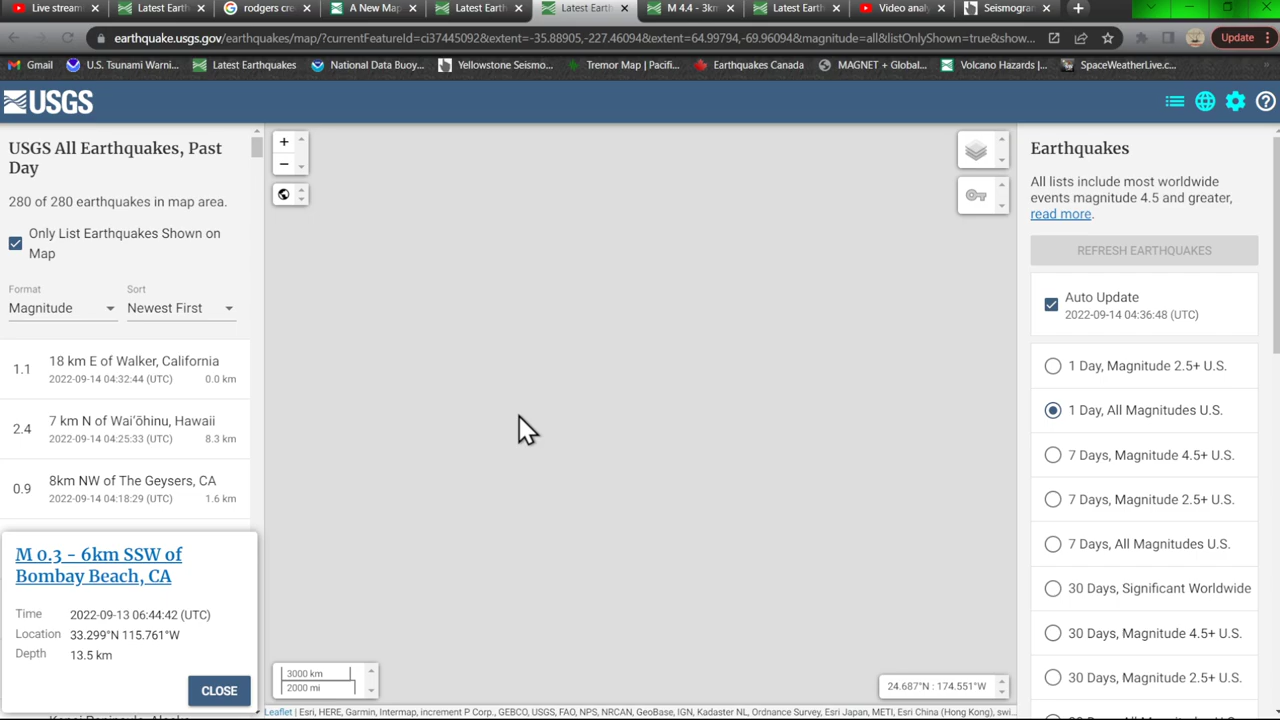 Live stream
Latest Earth
rodgers cre
A New Map
Latest Earth
Latest Earth
M 4.4 - 3km
Latest Earth
Video analy
Seismogra
earthquake.usgs.gov/earthquakes/map/?currentFeatureId=ci37445092&extent=-35.88905,-227.46094&extent=64.99794,-69.96094&magnitude=all&listOnlyShown=true&show...
Update
Gmail
U.S. Tsunami Warni...
Latest Earthquakes
National Data Buoy...
Yellowstone Seismo...
Tremor Map | Pacifi...
Earthquakes Canada
MAGNET + Global...
Volcano Hazards |...
SpaceWeatherLive.c...
USGS
USGS All Earthquakes, Past
Day
280 of 280 earthquakes in map area.
Only List Earthquakes Shown on
Map
Format
Sort
Magnitude
Newest First
1.1
18 km E of Walker, California
2022-09-14 04:32:44 (UTC)
0.0 km
2.4
7 km N of Wai‘ōhinu, Hawaii
2022-09-14 04:25:33 (UTC)
8.3 km
0.9
8km NW of The Geysers, CA
2022-09-14 04:18:29 (UTC)
1.6 km
M 0.3 - 6km SSW of
Bombay Beach, CA
Time 2022-09-13 06:44:42 (UTC)
Location 33.299°N 115.761°W
Depth 13.5 km
CLOSE
Kenai Peninsula, Alaska
+
−
3000 km
2000 mi
24.687°N : 174.551°W
Leaflet | Esri, HERE, Garmin, Intermap, increment P Corp., GEBCO, USGS, FAO, NPS, NRCAN, GeoBase, IGN, Kadaster NL, Ordnance Survey, Esri Japan, METI, Esri China (Hong Kong), swi...
Earthquakes
All lists include most worldwide
events magnitude 4.5 and greater,
read more.
REFRESH EARTHQUAKES
Auto Update
2022-09-14 04:36:48 (UTC)
1 Day, Magnitude 2.5+ U.S.
1 Day, All Magnitudes U.S.
7 Days, Magnitude 4.5+ U.S.
7 Days, Magnitude 2.5+ U.S.
7 Days, All Magnitudes U.S.
30 Days, Significant Worldwide
30 Days, Magnitude 4.5+ U.S.
30 Days, Magnitude 2.5+ U.S.